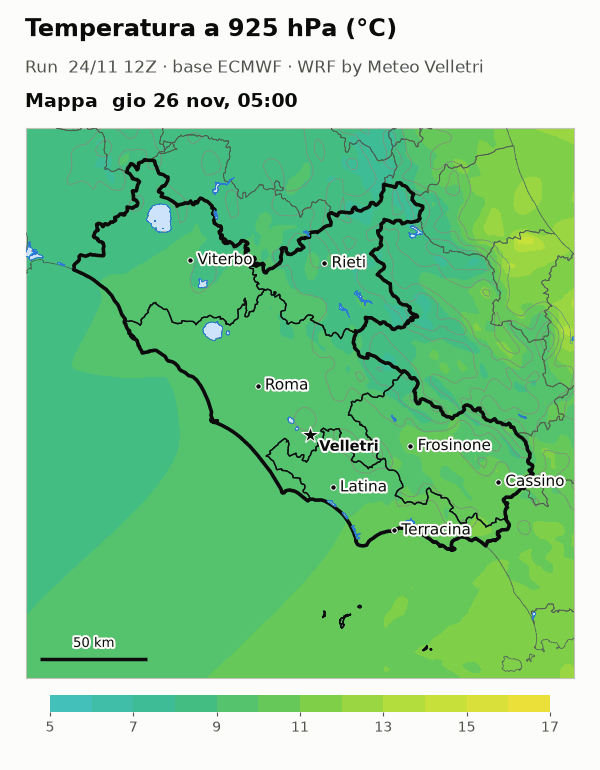 Temperatura a 925 hPa (°C)
Run  24/11 12Z · base ECMWF · WRF by Meteo Velletri
Mappa  gio 26 nov, 05:00
Viterbo
Rieti
Roma
Velletri
Frosinone
Cassino
Latina
Terracina
50 km
5 7 9 11 13 15 17